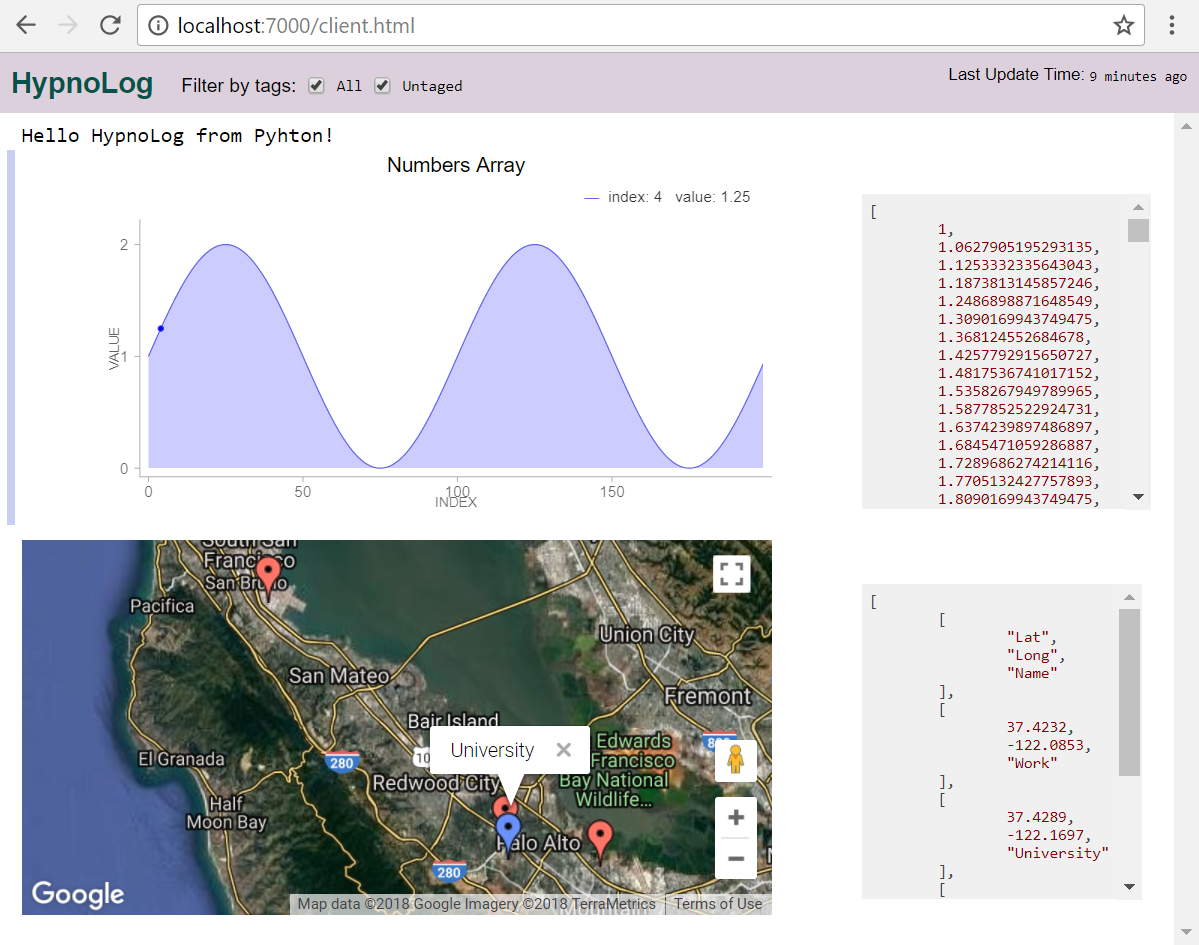 localhost:7000/client.html
HypnoLog Filter by tags: All Untaged Last Update Time: 9 minutes ago
Hello HypnoLog from Pyhton!
Numbers Array
index: 4 value: 1.25
2
1
0
VALUE
0 50 100 150
INDEX
[
1,
1.0627905195293135,
1.1253332335643043,
1.1873813145857246,
1.2486898871648549,
1.3090169943749475,
1.368124552684678,
1.4257792915650727,
1.4817536741017152,
1.5358267949789965,
1.5877852522924731,
1.6374239897486897,
1.6845471059286887,
1.7289686274214116,
1.7705132427757893,
1.8090169943749475,
South San
Francisco
San Bruno
Pacifica
Union City
San Mateo
Fremont
Bair Island
University
El Granada
280
Edwards
Francisco
Bay National
Wildlife...
Redwood City
Half
Moon Bay
Palo Alto
280
Google
Map data ©2018 Google Imagery ©2018 TerraMetrics Terms of Use
[
[
"Lat",
"Long",
"Name"
],
[
37.4232,
-122.0853,
"Work"
],
[
37.4289,
-122.1697,
"University"
],
[